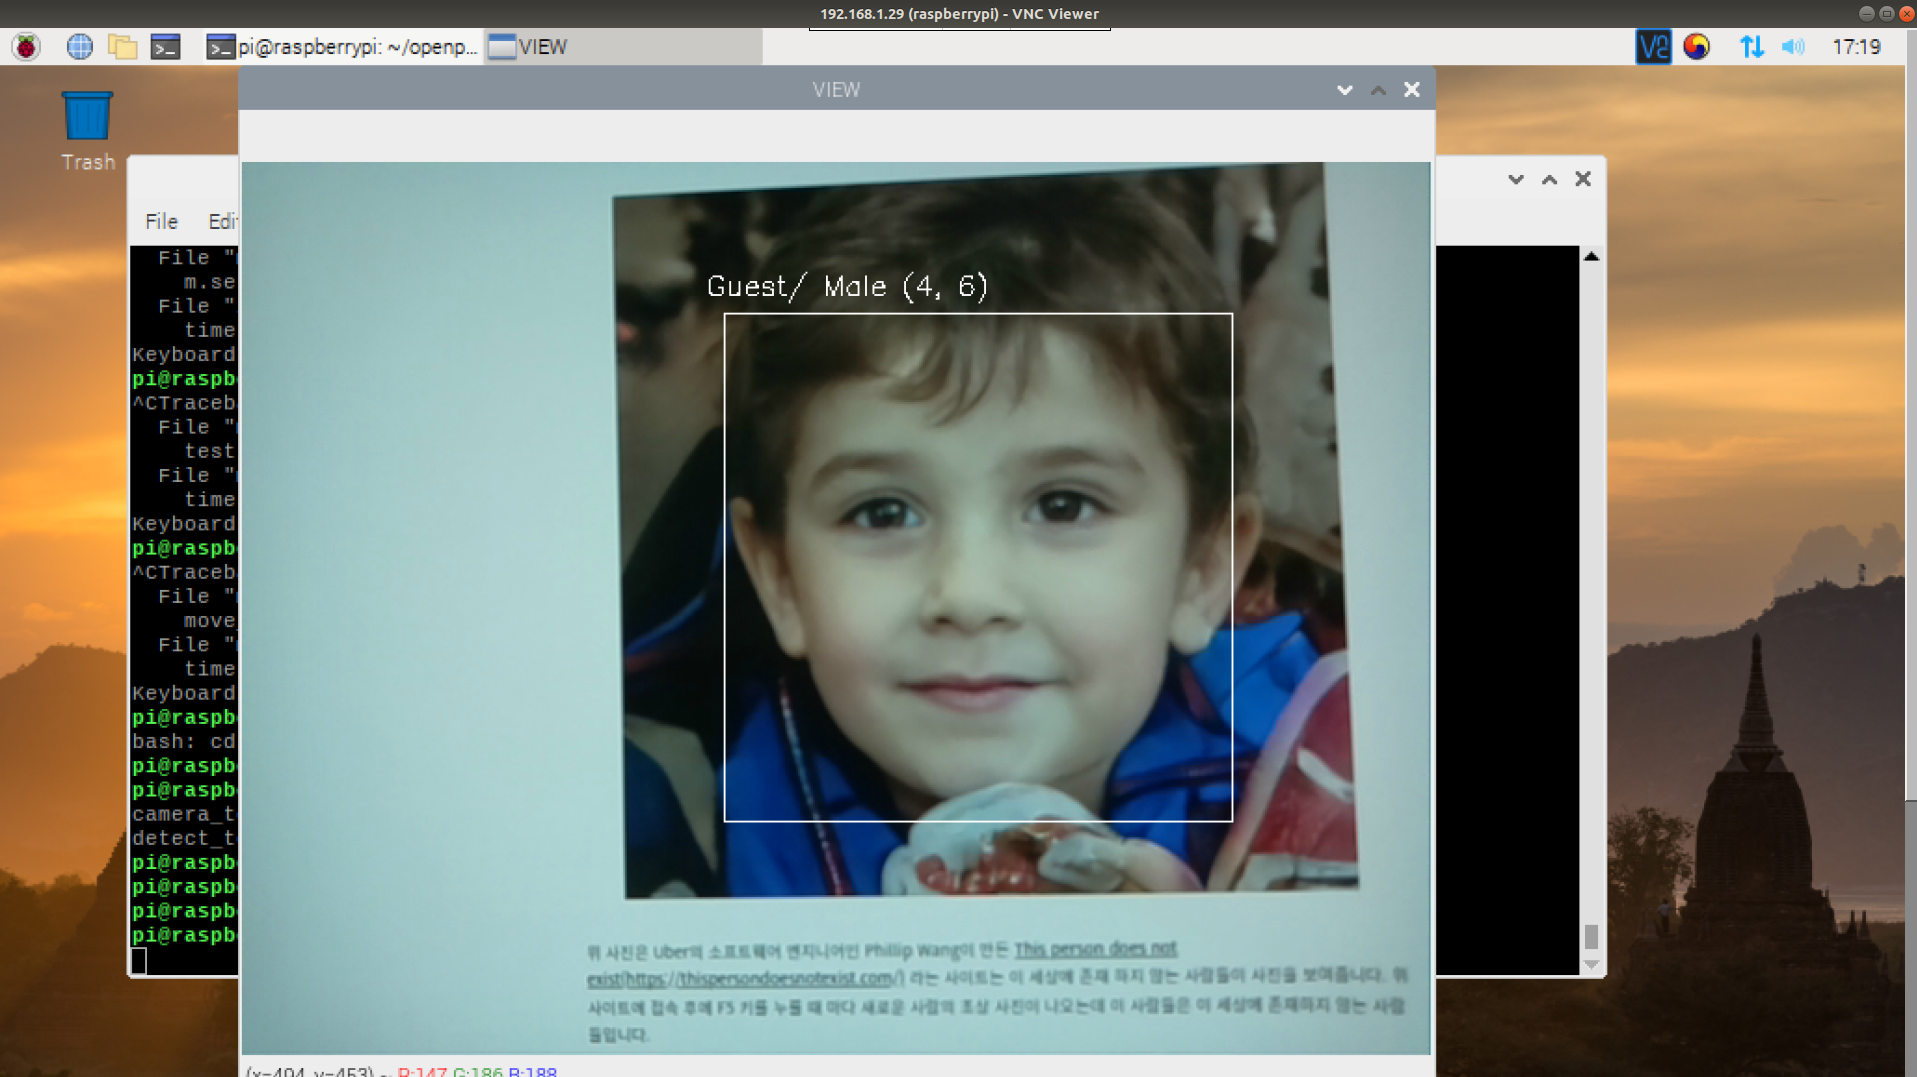 192.168.1.29 (raspberrypi) - VNC Viewer
pi@raspberrypi: ~/openp...
VIEW
17:19
VIEW
Trash
File Edi
File "
m.se
File "
time
Keyboard
pi@raspb
^CTraceb
File "
test
File "
time
Keyboard
pi@raspb
^CTraceb
File "
move_
File "
time
Keyboard
pi@raspb
bash: cd
pi@raspb
pi@raspb
camera_t
detect_t
pi@raspb
pi@raspb
pi@raspb
pi@raspb
Guest/ Male (4, 6)
위 사진은 Uber의 소프트웨어 엔지니어인 Phillip Wang이 만든 This person does not
exist(https://thispersondoesnotexist.com/) 라는 사이트는 이 세상에 존재 하지 않는 사람들이 사진을 보여줍니다. 위
사이트에 접속 후에 F5 키를 누를 때 마다 새로운 사람의 초상 사진이 나오는데 이 사람들은 이 세상에 존재하지 않는 사람
들입니다.
(x=494, y=453) ~ R:147 G:186 B:188